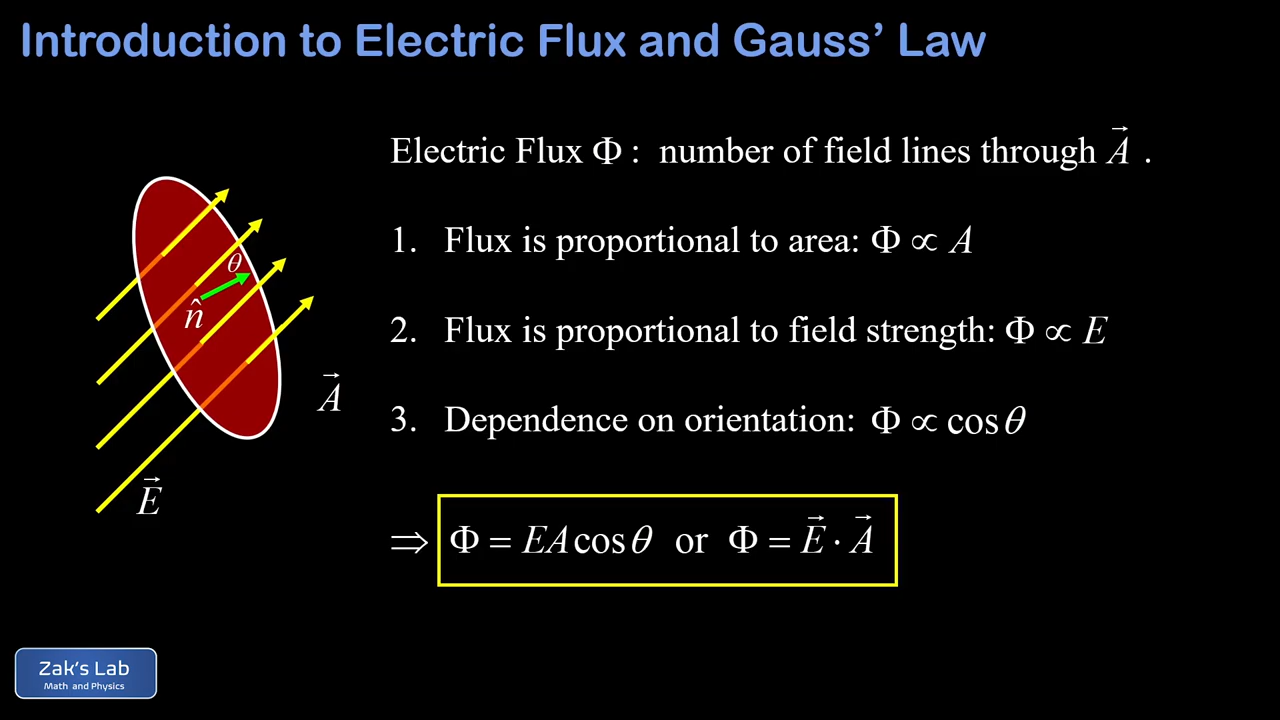 Introduction to Electric Flux and Gauss’ Law
Electric Flux Φ : number of field lines through A⃗ .
1. Flux is proportional to area: Φ ∝ A
2. Flux is proportional to field strength: Φ ∝ E
3. Dependence on orientation: Φ ∝ cos θ
⇒ Φ = EA cos θ or Φ = E⃗ · A⃗
θ
n̂
A⃗
E⃗
Zak’s Lab
Math and Physics